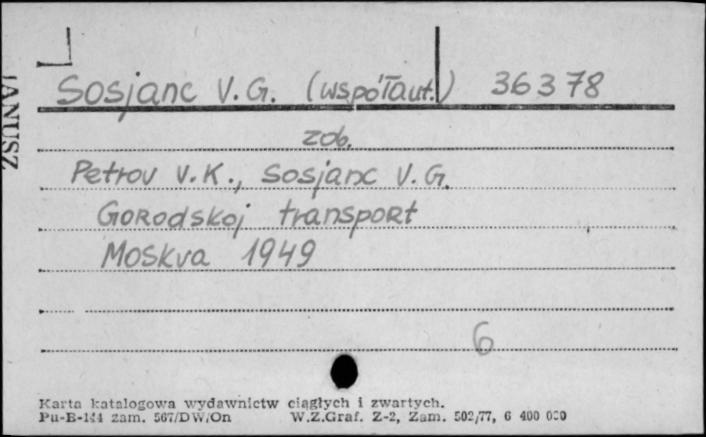 Sosjanc V.G. (współaut.) 36378
zob.
Petrov V.K., Sosjanc V.G.
Gorodskoj transport
Moskva 1949
6
JANUSZ
Karta katalogowa wydawnictw ciągłych i zwartych.
Pu-B-144 zam. 567/DW/On W.Z.Graf. Z-2, Zam. 502/77, 6 400 000